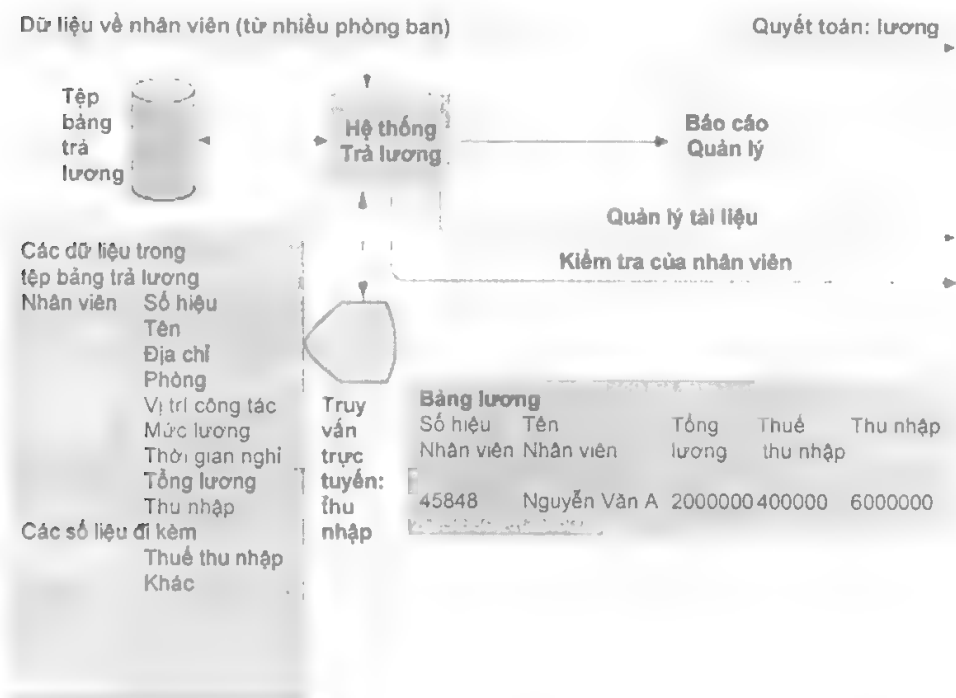 Dữ liệu về nhân viên (từ nhiều phòng ban)
Quyết toán: lương
Tệp
bảng
trả
lương
Hệ thống
Trả lương
Báo cáo
Quản lý
Quản lý tài liệu
Kiểm tra của nhân viên
Các dữ liệu trong
tệp bảng trả lương
Nhân viên Số hiệu
Tên
Địa chỉ
Phòng
Vị trí công tác
Mức lương
Thời gian nghỉ
Tổng lương
Thu nhập
Các số liệu đi kèm
Thuế thu nhập
Khác
Truy
vấn
trực
tuyến:
thu
nhập
Bảng lương
Số hiệu Tên Tổng Thuế Thu nhập
Nhân viên Nhân viên lương thu nhập
45848 Nguyễn Văn A 2000000 400000 6000000